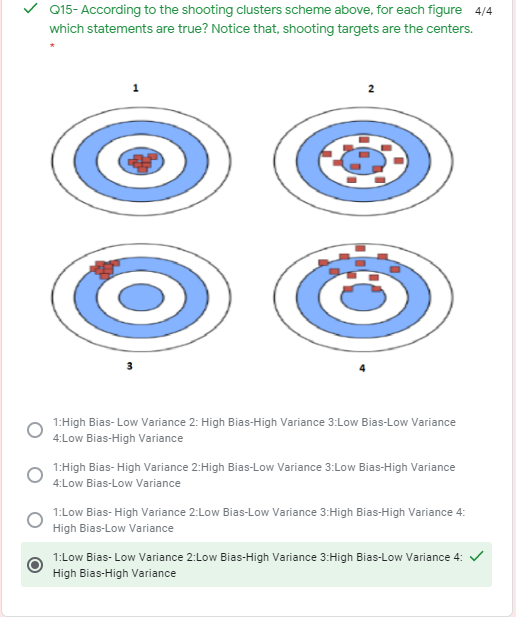 Q15- According to the shooting clusters scheme above, for each figure 4/4
which statements are true? Notice that, shooting targets are the centers.
*
1 2
3 4
1:High Bias- Low Variance 2: High Bias-High Variance 3:Low Bias-Low Variance
4:Low Bias-High Variance
1:High Bias- High Variance 2:High Bias-Low Variance 3:Low Bias-High Variance
4:Low Bias-Low Variance
1:Low Bias- High Variance 2:Low Bias-Low Variance 3:High Bias-High Variance 4:
High Bias-Low Variance
1:Low Bias- Low Variance 2:Low Bias-High Variance 3:High Bias-Low Variance 4:
High Bias-High Variance